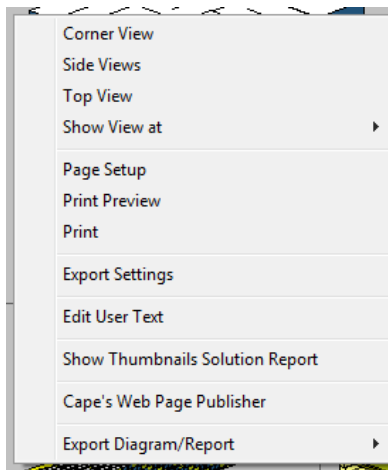 Corner View
Side Views
Top View
Show View at
Page Setup
Print Preview
Print
Export Settings
Edit User Text
Show Thumbnails Solution Report
Cape's Web Page Publisher
Export Diagram/Report